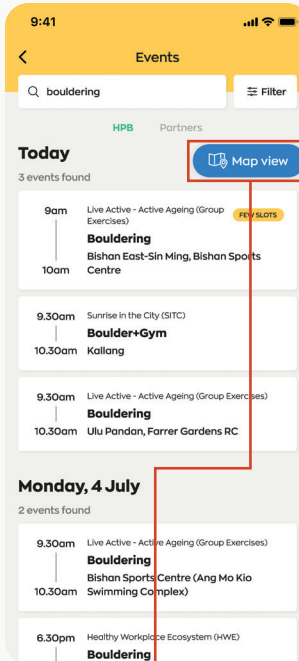 9:41
Events
bouldering
Filter
HPB Partners
Today
Map view
3 events found
9am
Live Active - Active Ageing (Group
Exercises)
FEW SLOTS
Bouldering
Bishan East-Sin Ming, Bishan Sports
10am
Centre
9.30am
Sunrise in the City (SITC)
Boulder+Gym
10.30am
Kallang
9.30am
Live Active - Active Ageing (Group Exercises)
Bouldering
10.30am
Ulu Pandan, Farrer Gardens RC
Monday, 4 July
2 events found
9.30am
Live Active - Active Ageing (Group Exercises)
Bouldering
Bishan Sports Centre (Ang Mo Kio
10.30am
Swimming Complex)
6.30pm
Healthy Workplace Ecosystem (HWE)
Bouldering